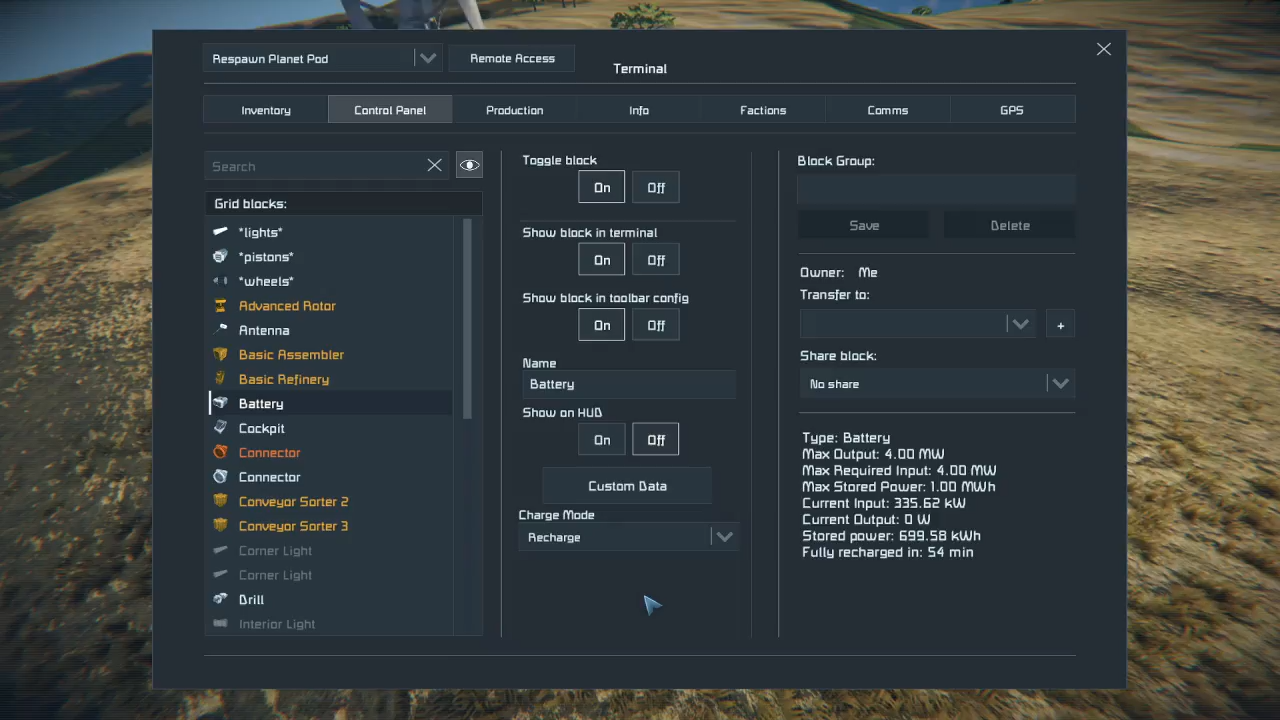 Respawn Planet Pod
Remote Access
Terminal
Inventory
Control Panel
Production
Info
Factions
Comms
GPS
Search
Grid blocks:
*lights*
*pistons*
*wheels*
Advanced Rotor
Antenna
Basic Assembler
Basic Refinery
Battery
Cockpit
Connector
Connector
Conveyor Sorter 2
Conveyor Sorter 3
Corner Light
Corner Light
Drill
Interior Light
Toggle block
On
Off
Show block in terminal
On
Off
Show block in toolbar config
On
Off
Name
Battery
Show on HUD
On
Off
Custom Data
Charge Mode
Recharge
Block Group:
Save
Delete
Owner: Me
Transfer to:
+
Share block:
No share
Type: Battery
Max Output: 4.00 MW
Max Required Input: 4.00 MW
Max Stored Power: 1.00 MWh
Current Input: 335.62 kW
Current Output: 0 W
Stored power: 699.58 kWh
Fully recharged in: 54 min